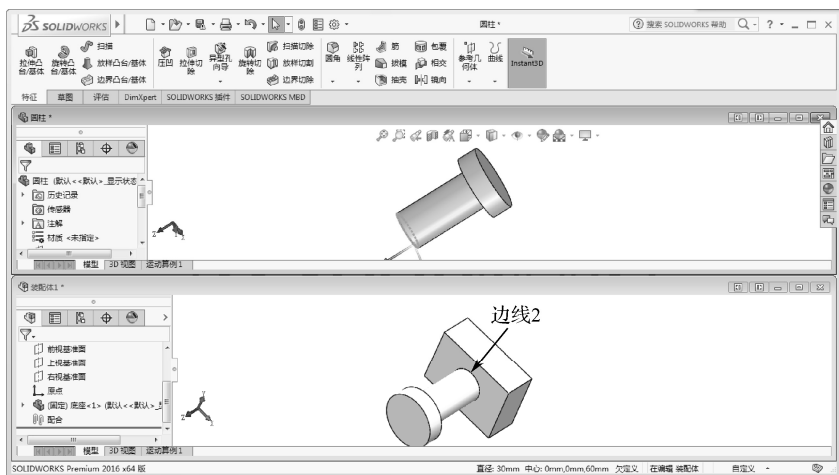 SOLIDWORKS
圆柱 *
搜索 SOLIDWORKS 帮助
拉伸凸台/基体
旋转凸台/基体
扫描
放样凸台/基体
边界凸台/基体
压凹
拉伸切除
异型孔向导
旋转切除
扫描切除
放样切割
边界切除
圆角
线性阵列
筋
拔模
抽壳
包覆
相交
镜向
参考几何体
曲线
Instant3D
特征 草图 评估 DimXpert SOLIDWORKS 插件 SOLIDWORKS MBD
圆柱 *
圆柱 (默认<<默认>_显示状态
历史记录
传感器
注解
材质 <未指定>
模型 3D 视图 运动算例1
装配体1 *
边线2
前视基准面
上视基准面
右视基准面
原点
(固定) 底座<1> (默认<<默认>_
配合
模型 3D 视图 运动算例1
SOLIDWORKS Premium 2016 x64 版
直径: 30mm 中心: 0mm,0mm,60mm 欠定义 在编辑 装配体 自定义